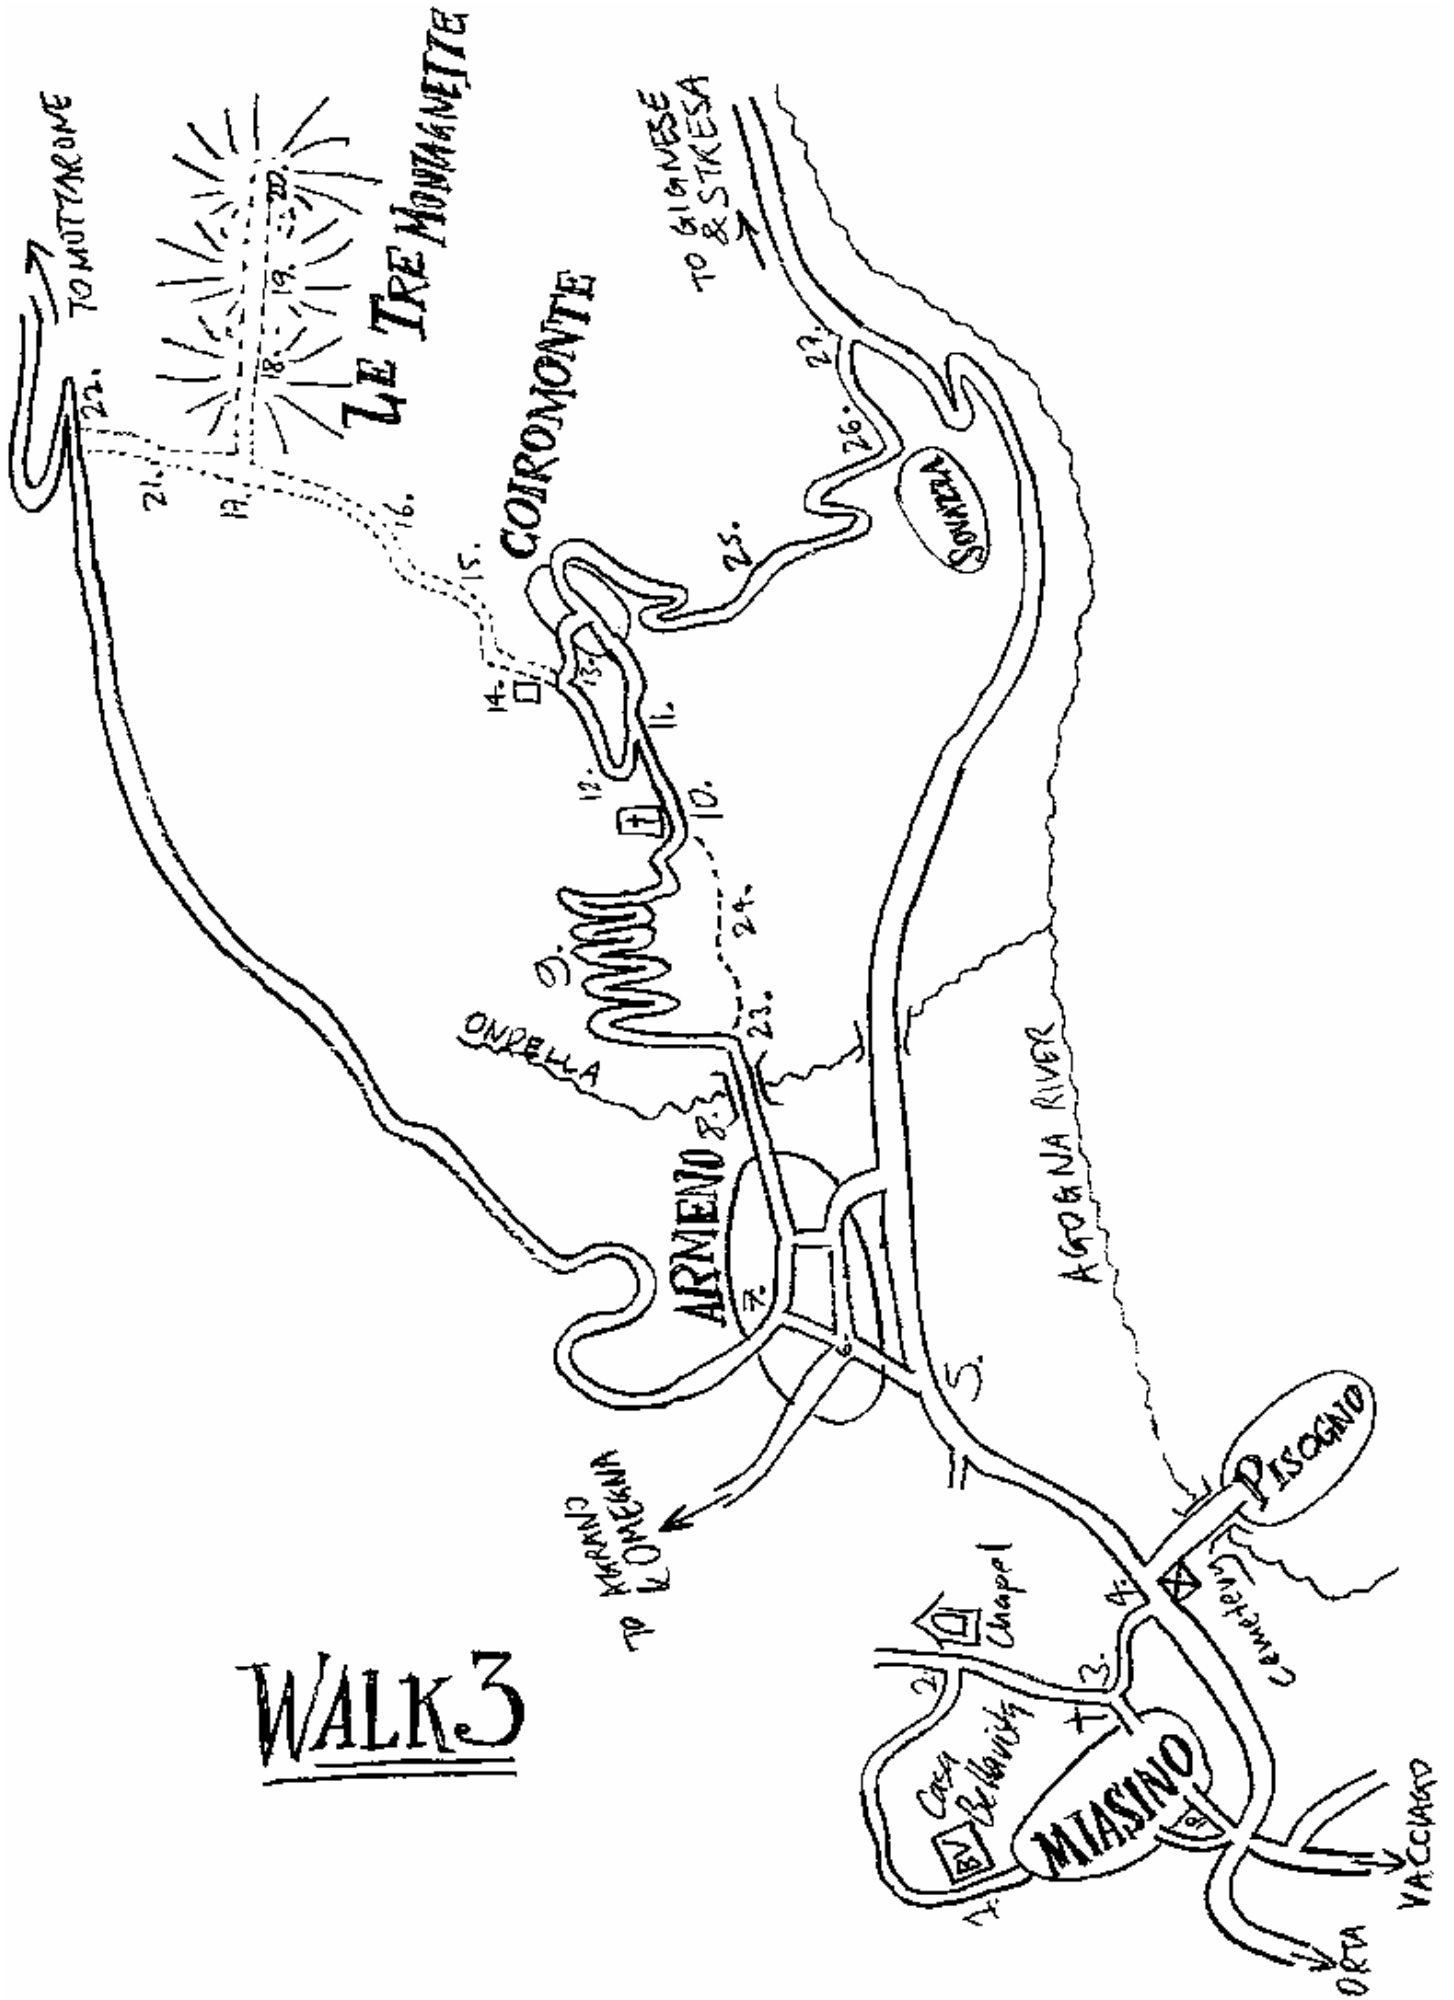 WALK 3
TO MOTTARONE
22.
21.
17.
18.
19.
20.
LE TRE MONTAGNETTE
16.
15.
COIROMONTE
14.
13.
12.
11.
10.
9.
TO GIGNESE
& STRESA
27.
26.
25.
SOVAZZA
24.
23.
ONDELLA
8.
ARMENO
7.
6
5.
AGOGNA RIVER
TO
OMEGNA
PISOGNO
Cemetery
4.
3.
Chapel
2.
Casa
Bellavista
BV
1.
MIASINO
ORTA
VACCIAGO